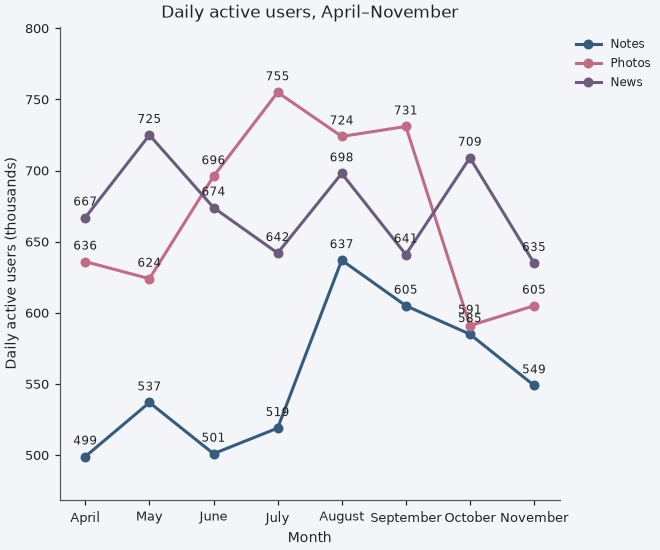 Daily active users, April–November
Notes
Photos
News
Daily active users (thousands)
800
750
700
650
600
550
500
499
537
501
519
637
605
585
549
636
624
696
755
724
731
591
605
667
725
674
642
698
641
709
635
April
May
June
July
August
September
October
November
Month